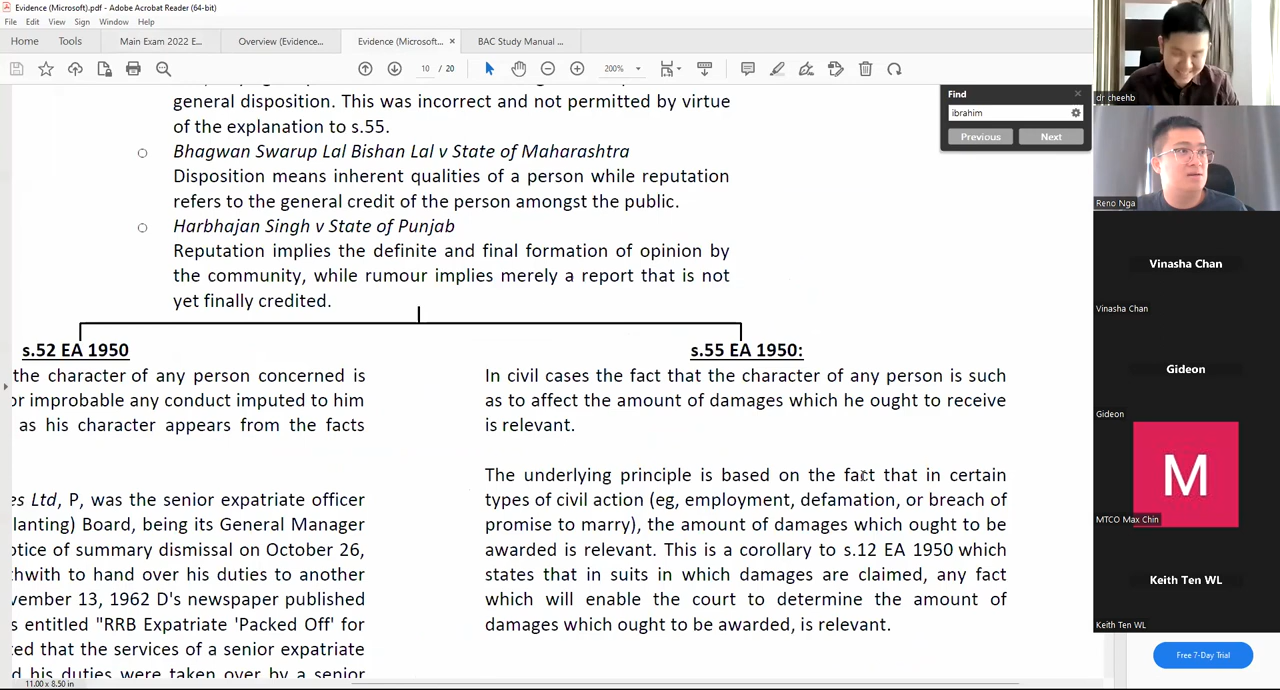 Evidence (Microsoft).pdf - Adobe Acrobat Reader (64-bit)
File Edit View Sign Window Help
Home Tools Main Exam 2022 E... Overview (Evidence... Evidence (Microsoft... × BAC Study Manual ...
10 / 20 200%
general disposition. This was incorrect and not permitted by virtue
of the explanation to s.55.
Bhagwan Swarup Lal Bishan Lal v State of Maharashtra
Disposition means inherent qualities of a person while reputation
refers to the general credit of the person amongst the public.
Harbhajan Singh v State of Punjab
Reputation implies the definite and final formation of opinion by
the community, while rumour implies merely a report that is not
yet finally credited.
s.52 EA 1950
the character of any person concerned is
or improbable any conduct imputed to him
as his character appears from the facts
es Ltd, P, was the senior expatriate officer
lanting) Board, being its General Manager
otice of summary dismissal on October 26,
hwith to hand over his duties to another
vember 13, 1962 D's newspaper published
s entitled "RRB Expatriate 'Packed Off' for
ted that the services of a senior expatriate
d his duties were taken over by a senior
s.55 EA 1950:
In civil cases the fact that the character of any person is such
as to affect the amount of damages which he ought to receive
is relevant.
The underlying principle is based on the fact that in certain
types of civil action (eg, employment, defamation, or breach of
promise to marry), the amount of damages which ought to be
awarded is relevant. This is a corollary to s.12 EA 1950 which
states that in suits in which damages are claimed, any fact
which will enable the court to determine the amount of
damages which ought to be awarded, is relevant.
11.00 x 8.50 in
Find
ibrahim
Previous Next
dr cheehb
Reno Nga
Vinasha Chan
Vinasha Chan
Gideon
Gideon
M
MTCO Max Chin
Keith Ten WL
Keith Ten WL
Free 7-Day Trial